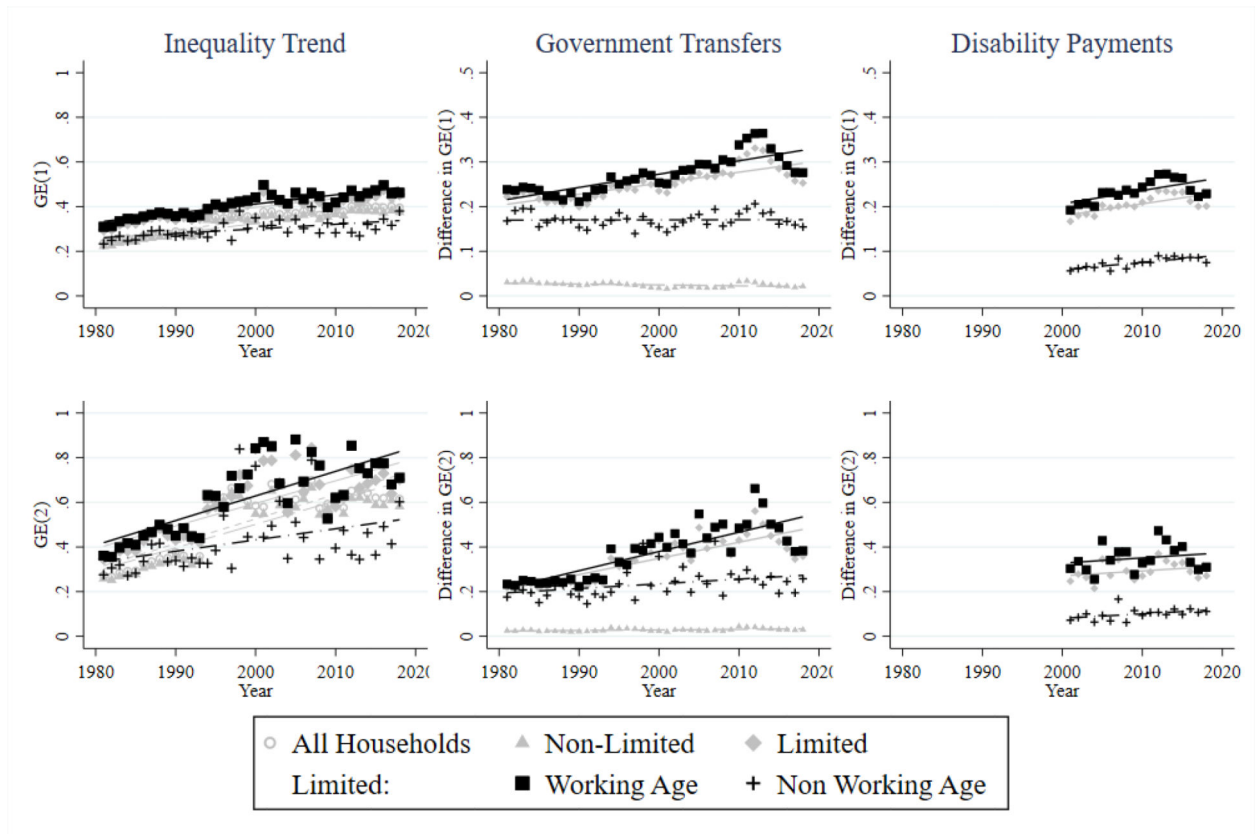 Inequality Trend
Government Transfers
Disability Payments
GE(1)
0 .2 .4 .6 .8 1
1980 1990 2000 2010 2020
Year
Difference in GE(1)
0 .1 .2 .3 .4 .5
1980 1990 2000 2010 2020
Year
Difference in GE(1)
0 .1 .2 .3 .4 .5
1980 1990 2000 2010 2020
Year
GE(2)
0 .2 .4 .6 .8 1
1980 1990 2000 2010 2020
Year
Difference in GE(2)
0 .2 .4 .6 .8 1
1980 1990 2000 2010 2020
Year
Difference in GE(2)
0 .2 .4 .6 .8 1
1980 1990 2000 2010 2020
Year
All Households Non-Limited Limited
Limited: Working Age Non Working Age